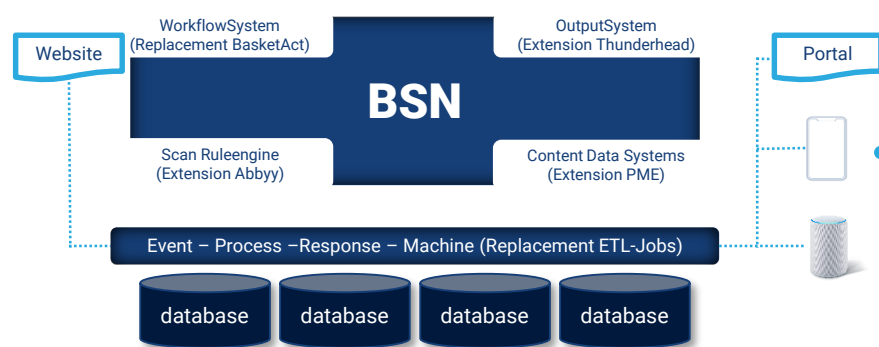 WorkflowSystem
(Replacement BasketAct)
OutputSystem
(Extension Thunderhead)
Website
Portal
BSN
Scan Ruleengine
(Extension Abbyy)
Content Data Systems
(Extension PME)
Event – Process –Response – Machine (Replacement ETL-Jobs)
database
database
database
database